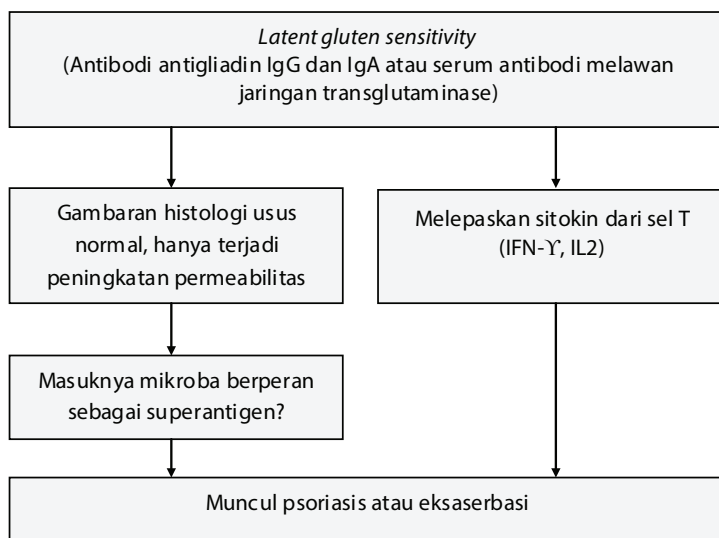 Latent gluten sensitivity
(Antibodi antigliadin IgG dan IgA atau serum antibodi melawan
jaringan transglutaminase)
Gambaran histologi usus
normal, hanya terjadi
peningkatan permeabilitas
Melepaskan sitokin dari sel T
(IFN-ϒ, IL2)
Masuknya mikroba berperan
sebagai superantigen?
Muncul psoriasis atau eksaserbasi